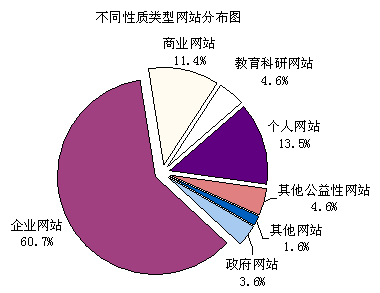 不同性质类型网站分布图
商业网站
11.4%
教育科研网站
4.6%
个人网站
13.5%
其他公益性网站
4.6%
其他网站
1.6%
政府网站
3.6%
企业网站
60.7%